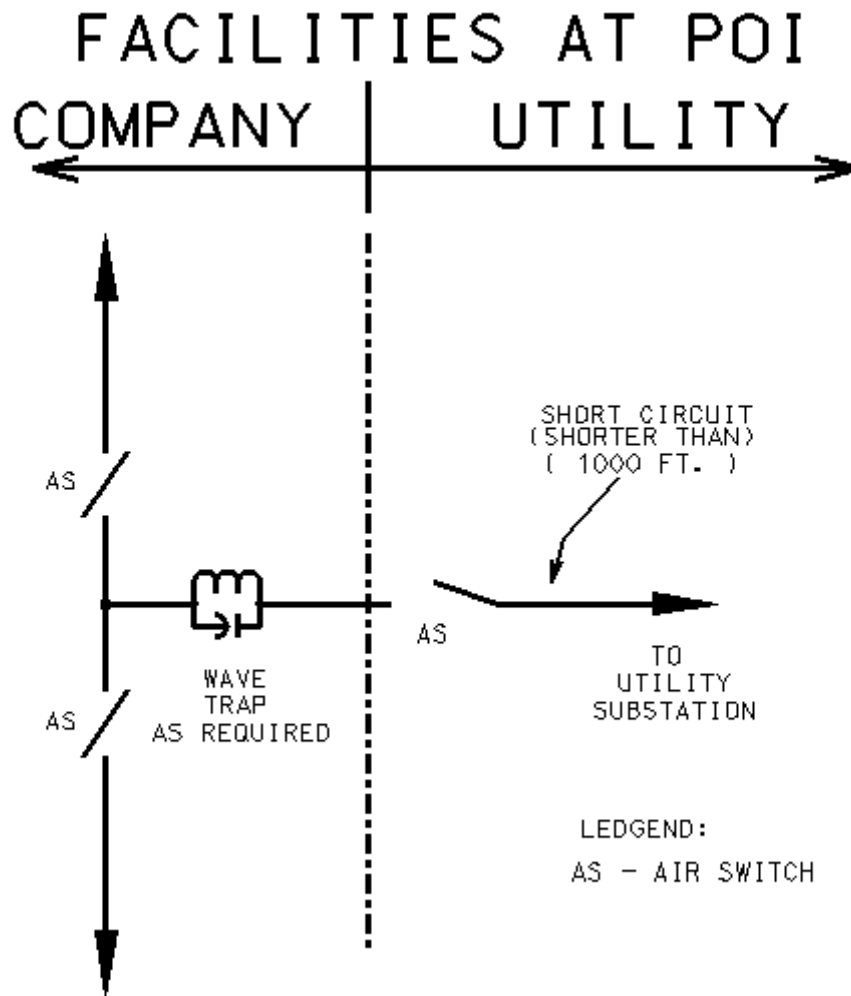 FACILITIES AT POI
COMPANY
UTILITY
SHORT CIRCUIT
(SHORTER THAN)
( 1000 FT. )
AS
AS
WAVE
TRAP
AS REQUIRED
AS
TO
UTILITY
SUBSTATION
LEDGEND:
AS - AIR SWITCH